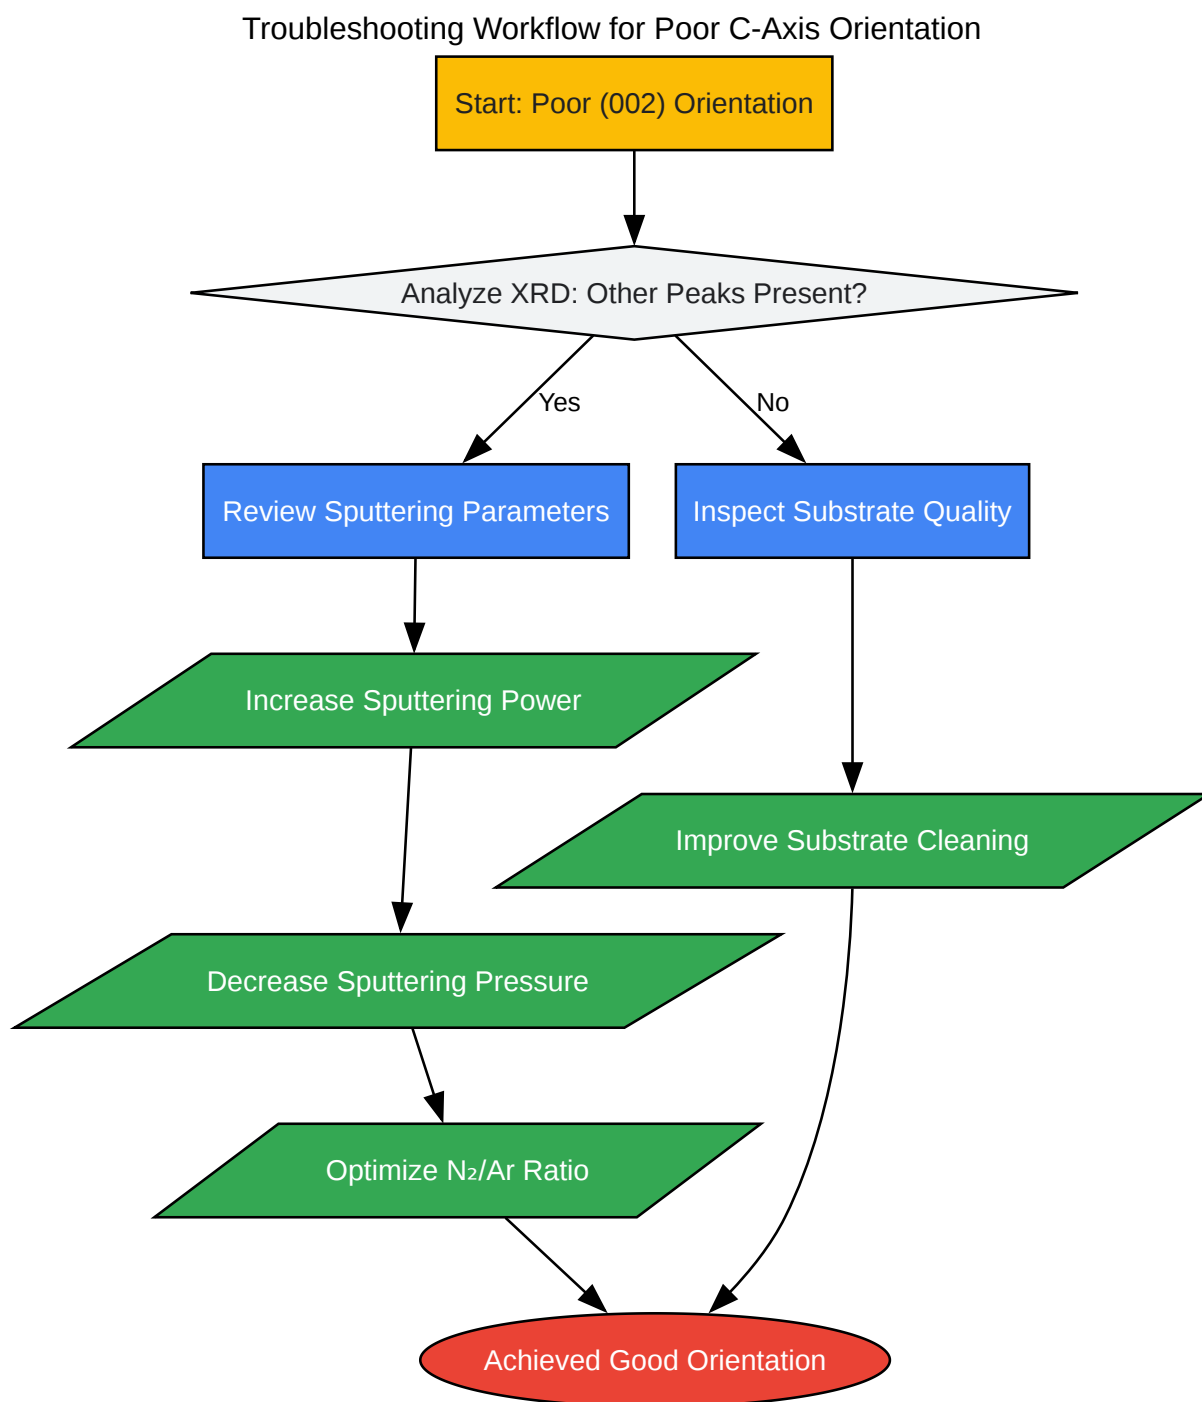 Troubleshooting Workflow for Poor C-Axis Orientation
Start: Poor (002) Orientation
Analyze XRD: Other Peaks Present?
Yes
No
Review Sputtering Parameters
Inspect Substrate Quality
Increase Sputtering Power
Improve Substrate Cleaning
Decrease Sputtering Pressure
Optimize N₂/Ar Ratio
Achieved Good Orientation